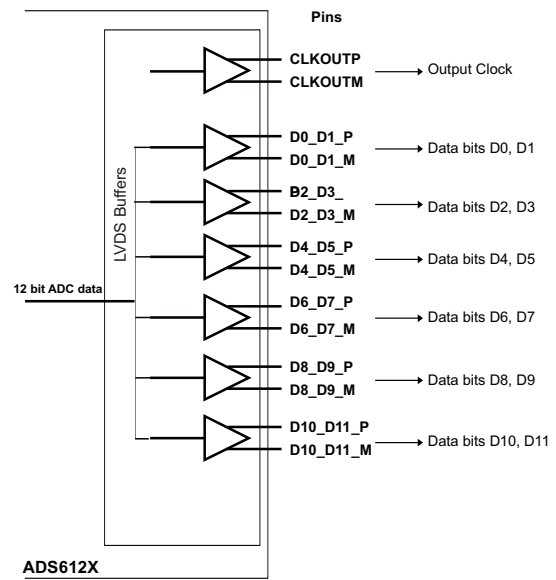 Pins
CLKOUTP
CLKOUTM
Output Clock
D0_D1_P
D0_D1_M
Data bits D0, D1
D2_D3_
D2_D3_M
Data bits D2, D3
D4_D5_P
D4_D5_M
Data bits D4, D5
12 bit ADC data
D6_D7_P
D6_D7_M
Data bits D6, D7
D8_D9_P
D8_D9_M
Data bits D8, D9
D10_D11_P
D10_D11_M
Data bits D10, D11
LVDS Buffers
ADS612X